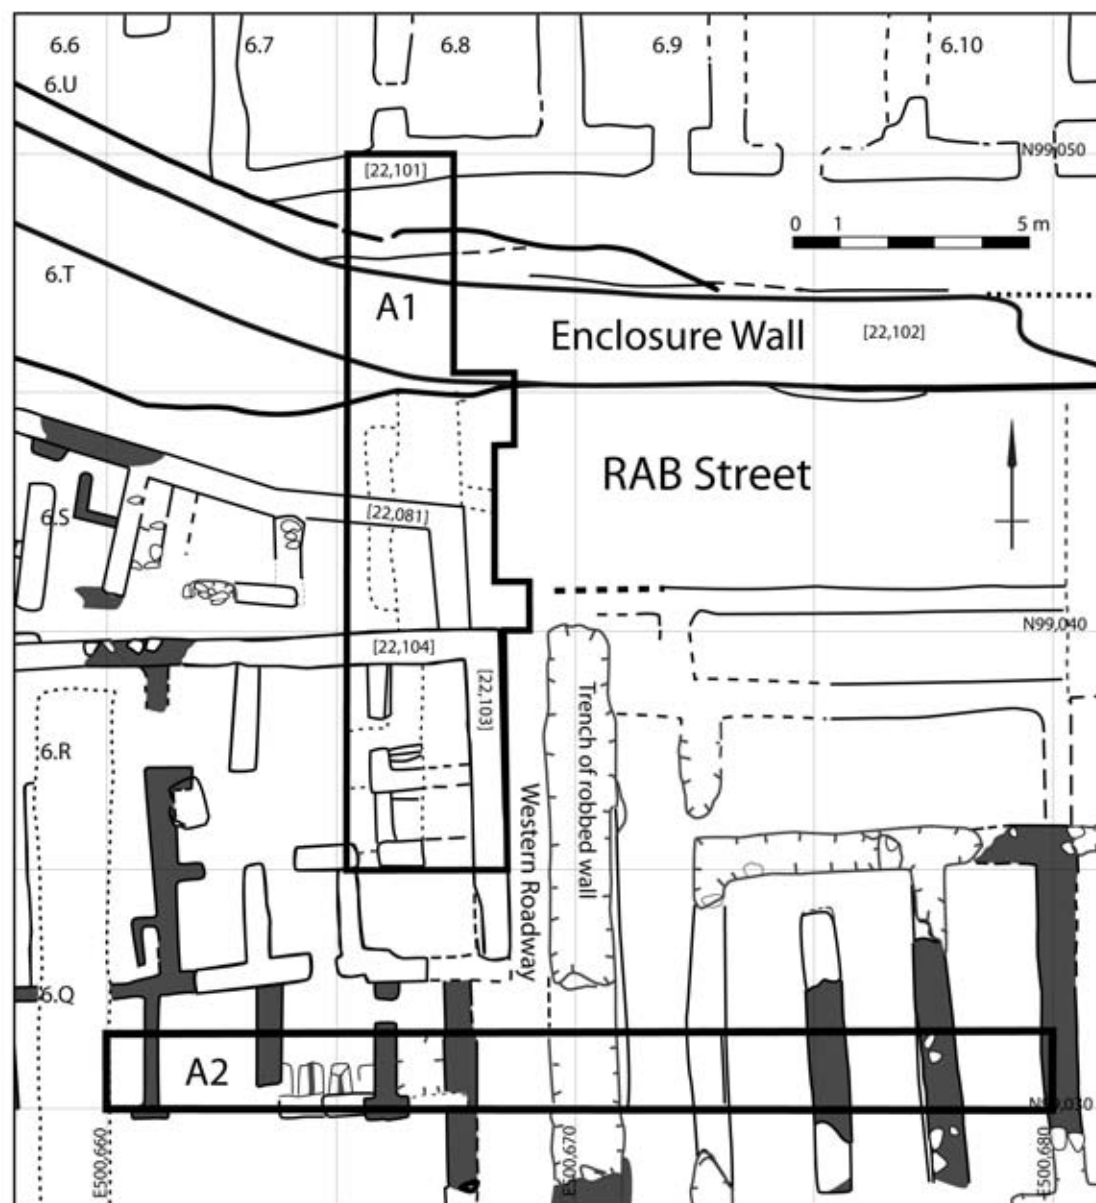 6.6 6.7 6.8 6.9 6.10
6.U
N99,050
[22,101]
0 1 5 m
6.T
A1
Enclosure Wall
[22,102]
RAB Street
6.S
[22,081]
N99,040
[22,104]
[22,103]
Trench of robbed wall
6.R
Western Roadway
6.Q
A2
N99,030
E500,660
E500,670
E500,680